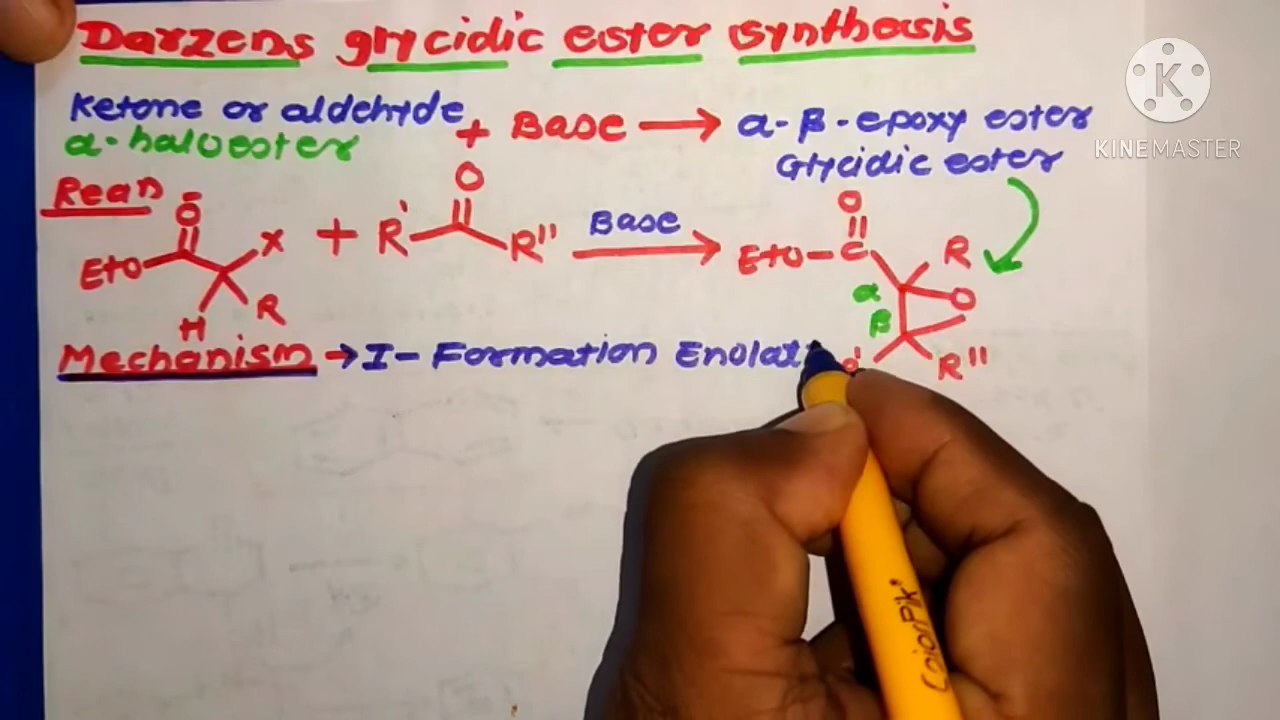 Darzens glycidic ester synthesis
Ketone or aldehyde
α-haloester
+ Base → α-β-epoxy ester
Glycidic ester
Rean
O
EtO
X
H
R
+
R'
O
R''
Base
O
EtO-C
R
α
β
O
R''
Mechanism → I - Formation Enolat
K
KINEMASTER
ColorPk